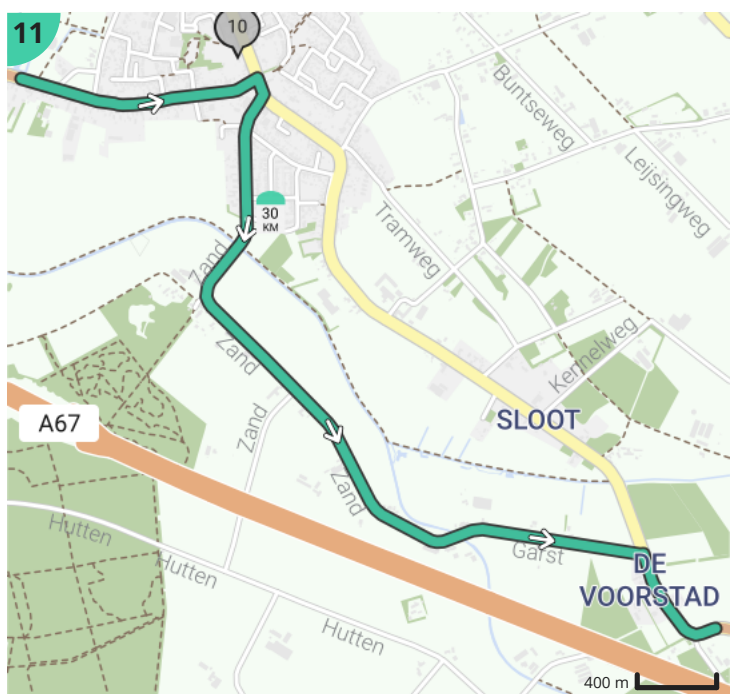 11
10
Buntseweg
Leijsingweg
30
KM
Tramweg
Zand
Zand
Kennelweg
A67
SLOOT
Zand
Zand
Hutten
Garst
Hutten
DE
VOORSTAD
Hutten
400 m